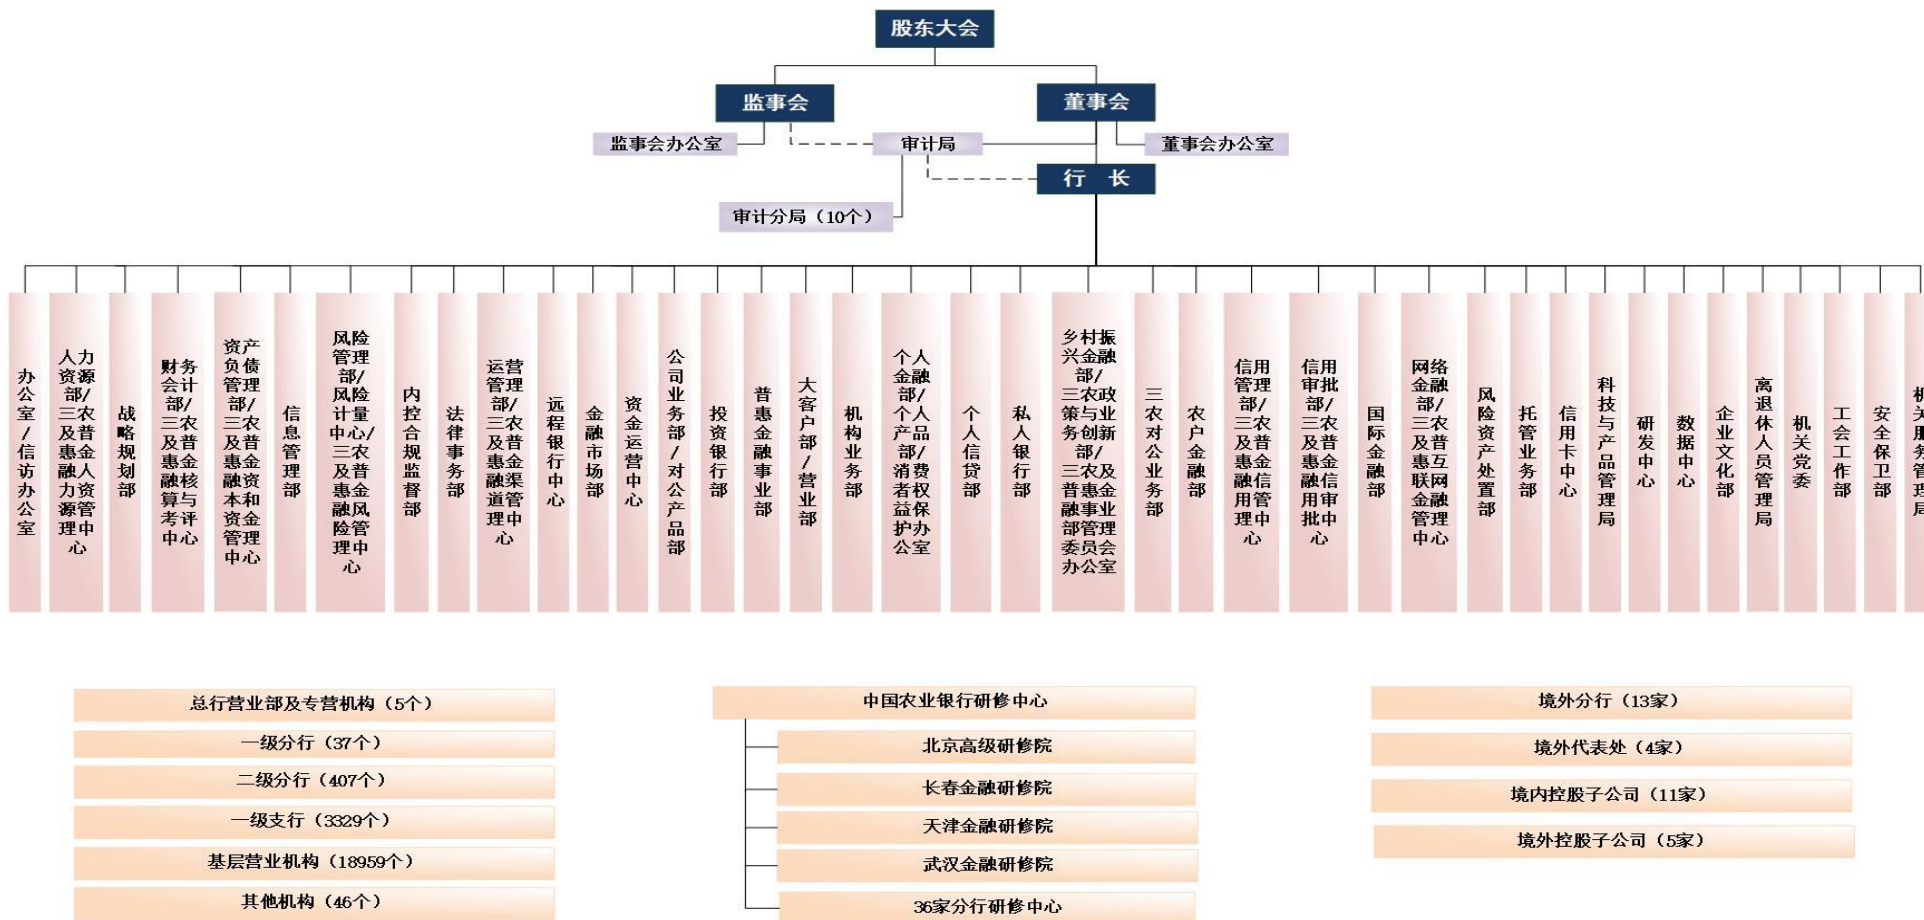 股东大会
监事会
董事会
监事会办公室
审计局
董事会办公室
行 长
审计分局（10个）
办公室/信访办公室
人力资源部/三农及普惠金融人力资源管理中心
战略规划部
财务会计部/三农及普惠金融核算与考评中心
资产负债管理部/三农及普惠金融资本和资金管理中心
信息管理部
风险管理部/风险计量中心/三农及普惠金融风险管理中心
内控合规监督部
法律事务部
运营管理部/三农及普惠金融渠道管理中心
远程银行中心
金融市场部
资金运营中心
公司业务部/对公产品部
投资银行部
普惠金融事业部
大客户部/营业部
机构业务部
个人金融部/个人产品部/消费者权益保护办公室
个人信贷部
私人银行部
乡村振兴金融部/三农政策与业务创新部/三农及普惠金融事业部管理委员会办公室
三农对公业务部
农户金融部
信用管理部/三农及普惠金融信用管理中心
信用审批部/三农及普惠金融信用审批中心
国际金融部
网络金融部/三农及普惠互联网金融管理中心
风险资产处置部
托管业务部
信用卡中心
科技与产品管理局
研发中心
数据中心
企业文化部
离退休人员管理局
机关党委
工会工作部
安全保卫部
机关服务管理局
总行营业部及专营机构（5个）
一级分行（37个）
二级分行（407个）
一级支行（3329个）
基层营业机构（18959个）
其他机构（46个）
中国农业银行研修中心
北京高级研修院
长春金融研修院
天津金融研修院
武汉金融研修院
36家分行研修中心
境外分行（13家）
境外代表处（4家）
境内控股子公司（11家）
境外控股子公司（5家）